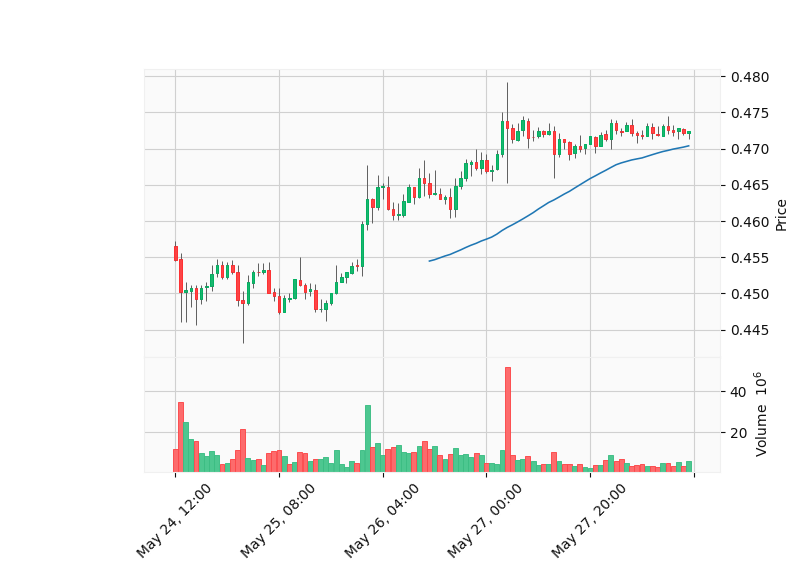 0.480
0.475
0.470
0.465
0.460
0.455
0.450
0.445
Price
40
20
Volume 10^6
May 24, 12:00
May 25, 08:00
May 26, 04:00
May 27, 00:00
May 27, 20:00